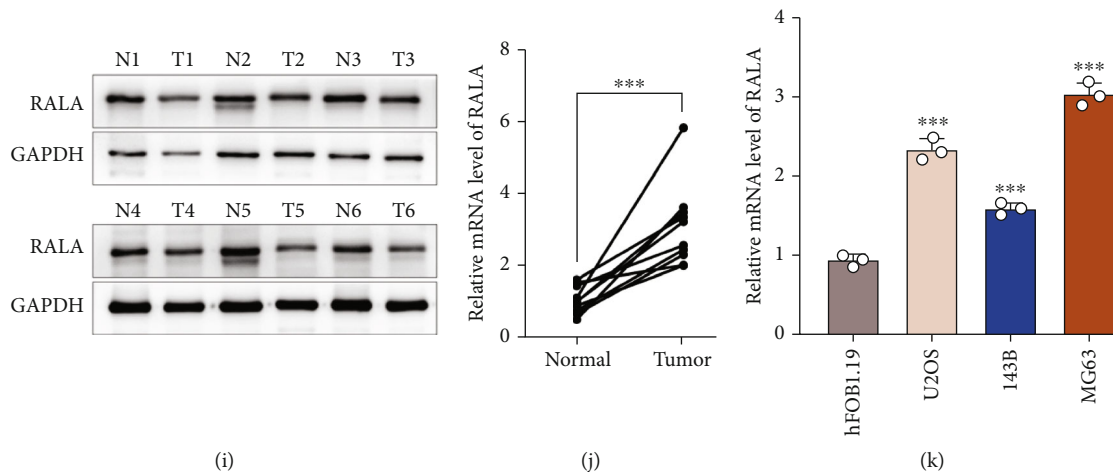 N1 T1 N2 T2 N3 T3
RALA
GAPDH
N4 T4 N5 T5 N6 T6
RALA
GAPDH
(i)
Relative mRNA level of RALA
8
6
4
2
0
***
Normal Tumor
(j)
Relative mRNA level of RALA
4
3
2
1
0
***
***
***
hFOB1.19
U2OS
143B
MG63
(k)